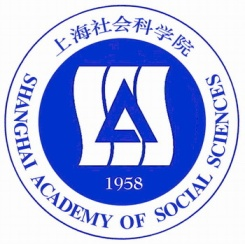 上海社会科学院
SHANGHAI ACADEMY OF SOCIAL SCIENCES
1958